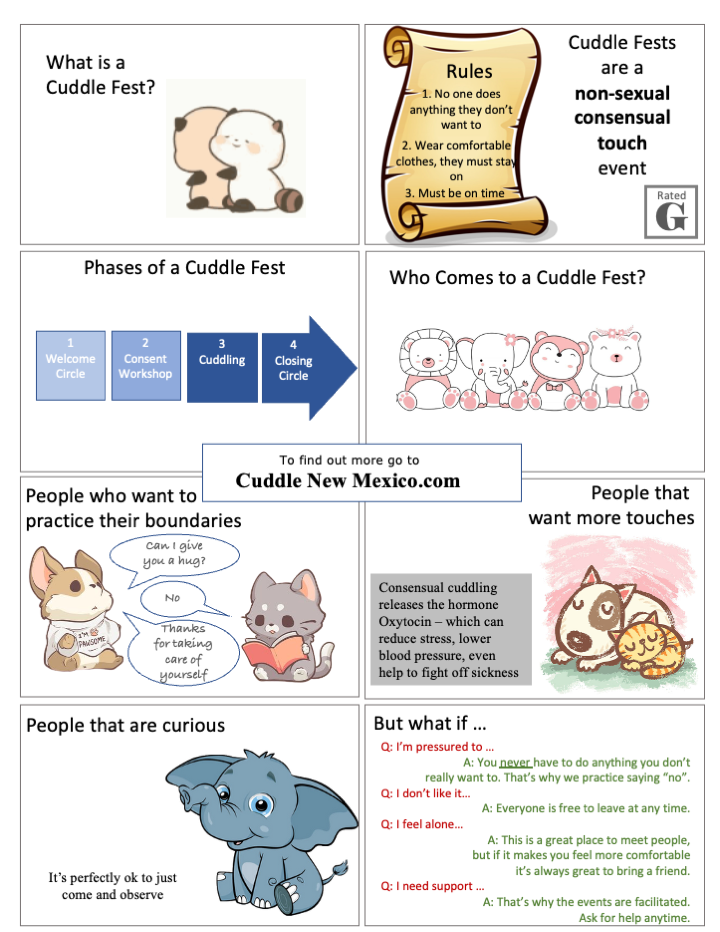 What is a
Cuddle Fest?
Rules
1. No one does
anything they don't
want to
2. Wear comfortable
clothes, they must stay
on
3. Must be on time
Cuddle Fests
are a
non-sexual
consensual
touch
event
Rated
G
Phases of a Cuddle Fest
1
Welcome
Circle
2
Consent
Workshop
3
Cuddling
4
Closing
Circle
Who Comes to a Cuddle Fest?
To find out more go to
Cuddle New Mexico.com
People who want to
practice their boundaries
Can I give
you a hug?
No
Thanks
for taking
care of
yourself
I'M
PAWSOME
People that
want more touches
Consensual cuddling
releases the hormone
Oxytocin – which can
reduce stress, lower
blood pressure, even
help to fight off sickness
People that are curious
It's perfectly ok to just
come and observe
But what if ...
Q: I'm pressured to ...
A: You never have to do anything you don't
really want to. That's why we practice saying "no".
Q: I don't like it...
A: Everyone is free to leave at any time.
Q: I feel alone...
A: This is a great place to meet people,
but if it makes you feel more comfortable
it's always great to bring a friend.
Q: I need support ...
A: That's why the events are facilitated.
Ask for help anytime.